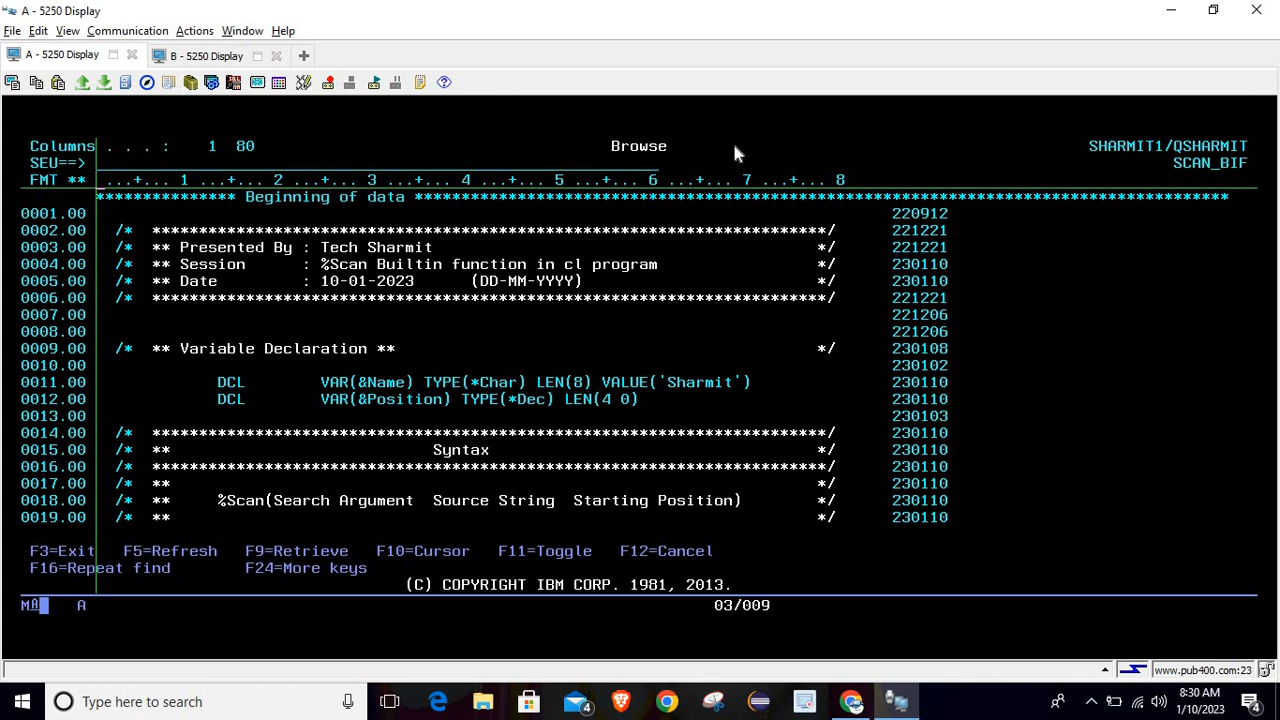 A - 5250 Display
File Edit View Communication Actions Window Help
A - 5250 Display B - 5250 Display
Columns . . . : 1 80 Browse SHARMIT1/QSHARMIT
SEU==> SCAN_BIF
FMT ** ...+... 1 ...+... 2 ...+... 3 ...+... 4 ...+... 5 ...+... 6 ...+... 7 ...+... 8
*************** Beginning of data ***************************************************************************************
0001.00 220912
0002.00 /* ************************************************************************/ 221221
0003.00 /* ** Presented By : Tech Sharmit */ 221221
0004.00 /* ** Session : %Scan Builtin function in cl program */ 230110
0005.00 /* ** Date : 10-01-2023 (DD-MM-YYYY) */ 230110
0006.00 /* ************************************************************************/ 221221
0007.00 221206
0008.00 221206
0009.00 /* ** Variable Declaration ** */ 230108
0010.00 230102
0011.00 DCL VAR(&Name) TYPE(*Char) LEN(8) VALUE('Sharmit') 230110
0012.00 DCL VAR(&Position) TYPE(*Dec) LEN(4 0) 230110
0013.00 230103
0014.00 /* ************************************************************************/ 230110
0015.00 /* ** Syntax */ 230110
0016.00 /* ************************************************************************/ 230110
0017.00 /* ** */ 230110
0018.00 /* ** %Scan(Search Argument Source String Starting Position) */ 230110
0019.00 /* ** */ 230110
F3=Exit F5=Refresh F9=Retrieve F10=Cursor F11=Toggle F12=Cancel
F16=Repeat find F24=More keys
(C) COPYRIGHT IBM CORP. 1981, 2013.
MA A 03/009
www.pub400.com:23
Type here to search
4
8:30 AM
1/10/2023
4